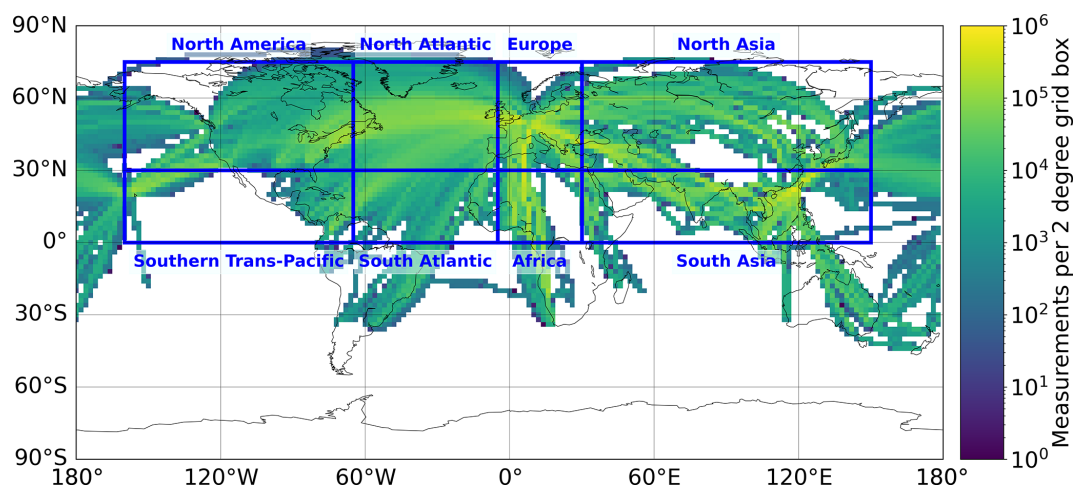 90°N
60°N
30°N
0°
30°S
60°S
90°S
North America North Atlantic Europe North Asia
Southern Trans-Pacific South Atlantic Africa South Asia
180° 120°W 60°W 0° 60°E 120°E 180°
10^6
10^5
10^4
10^3
10^2
10^1
10^0
Measurements per 2 degree grid box